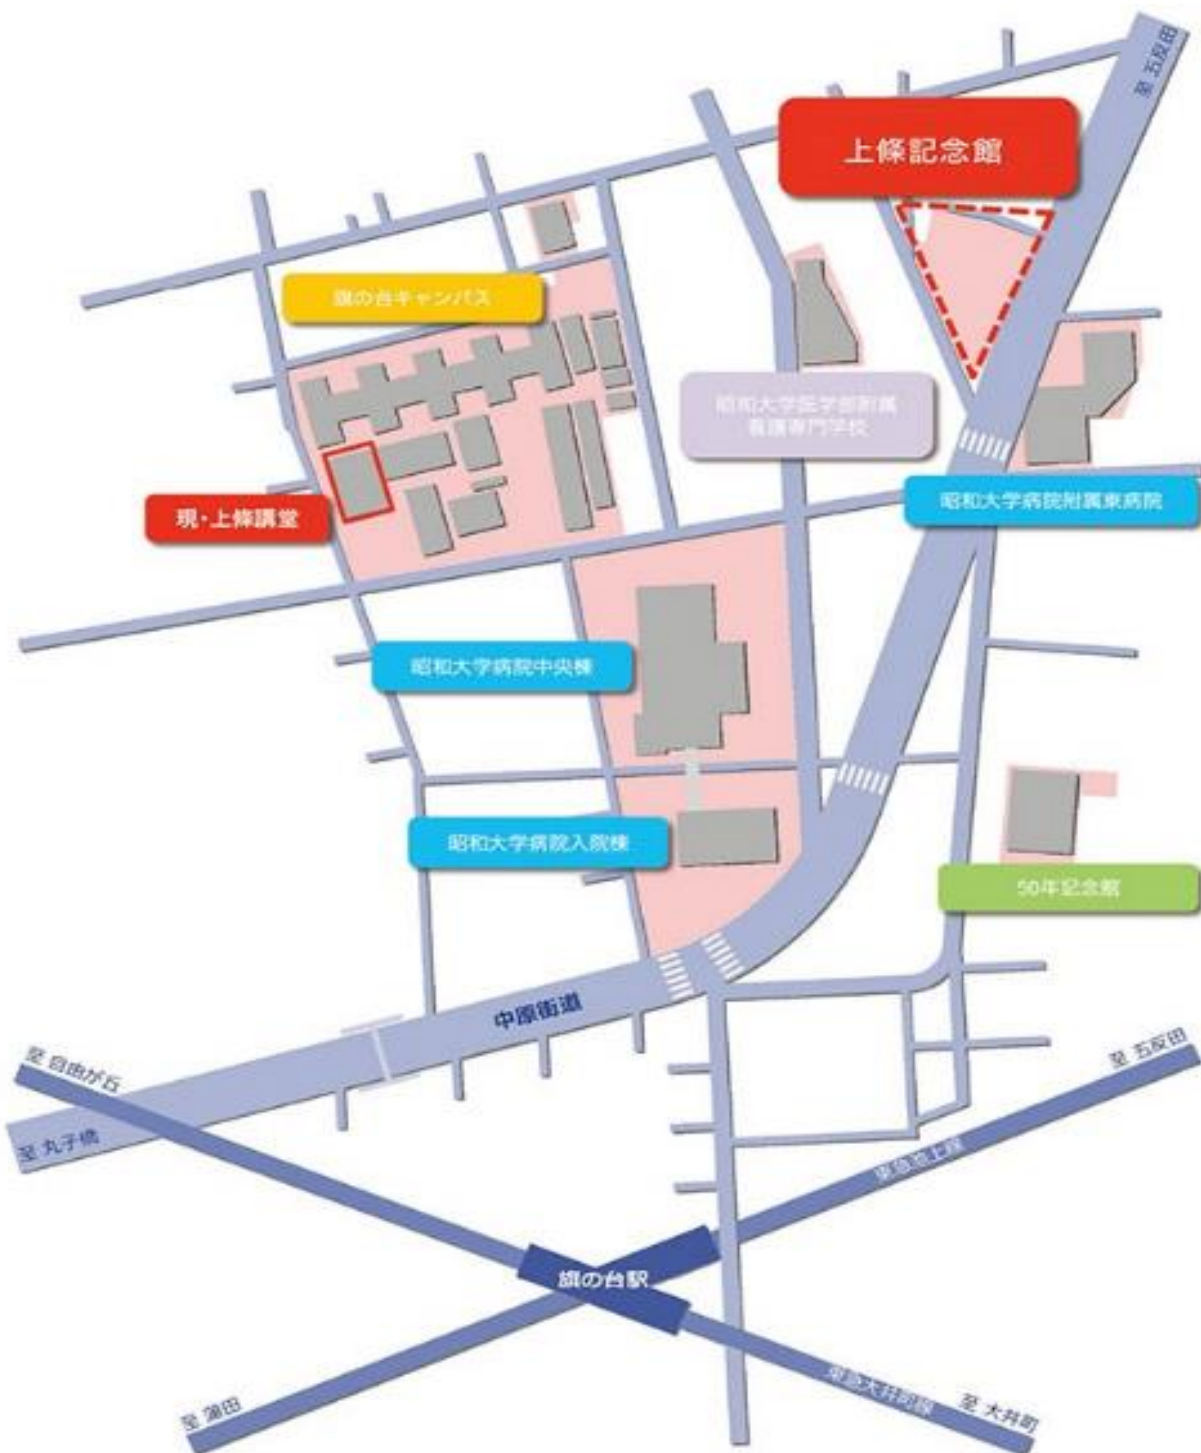 至 五反田
上條記念館
旗の台キャンパス
昭和大学医学部附属
看護専門学校
昭和大学病院附属東病院
現・上條講堂
昭和大学病院中央棟
昭和大学病院入院棟
50年記念館
中原街道
至 自由が丘
至 五反田
至 丸子橋
東急池上線
旗の台駅
東急大井町線
至 蒲田
至 大井町